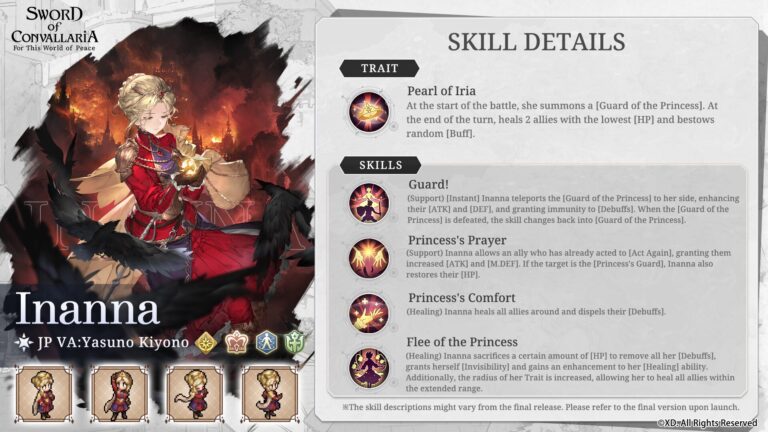 SWORD
of
CONVALLARIA
For This World of Peace
Inanna
JP VA:Yasuno Kiyono
SKILL DETAILS
TRAIT
Pearl of Iria
At the start of the battle, she summons a [Guard of the Princess]. At
the end of the turn, heals 2 allies with the lowest [HP] and bestows
random [Buff].
SKILLS
Guard!
(Support) [Instant] Inanna teleports the [Guard of the Princess] to her side, enhancing
their [ATK] and [DEF], and granting immunity to [Debuffs]. When the [Guard of the
Princess] is defeated, the skill changes back into [Guard of the Princess].
Princess's Prayer
(Support) Inanna allows an ally who has already acted to [Act Again], granting them
increased [ATK] and [M.DEF]. If the target is the [Princess's Guard], Inanna also
restores their [HP].
Princess's Comfort
(Healing) Inanna heals all allies around and dispels their [Debuffs].
Flee of the Princess
(Healing) Inanna sacrifices a certain amount of [HP] to remove all her [Debuffs],
grants herself [Invisibility] and gains an enhancement to her [Healing] ability.
Additionally, the radius of her Trait is increased, allowing her to heal all allies within
the extended range.
※The skill descriptions might vary from the final release. Please refer to the final version upon launch.
©XD. All Rights Reserved